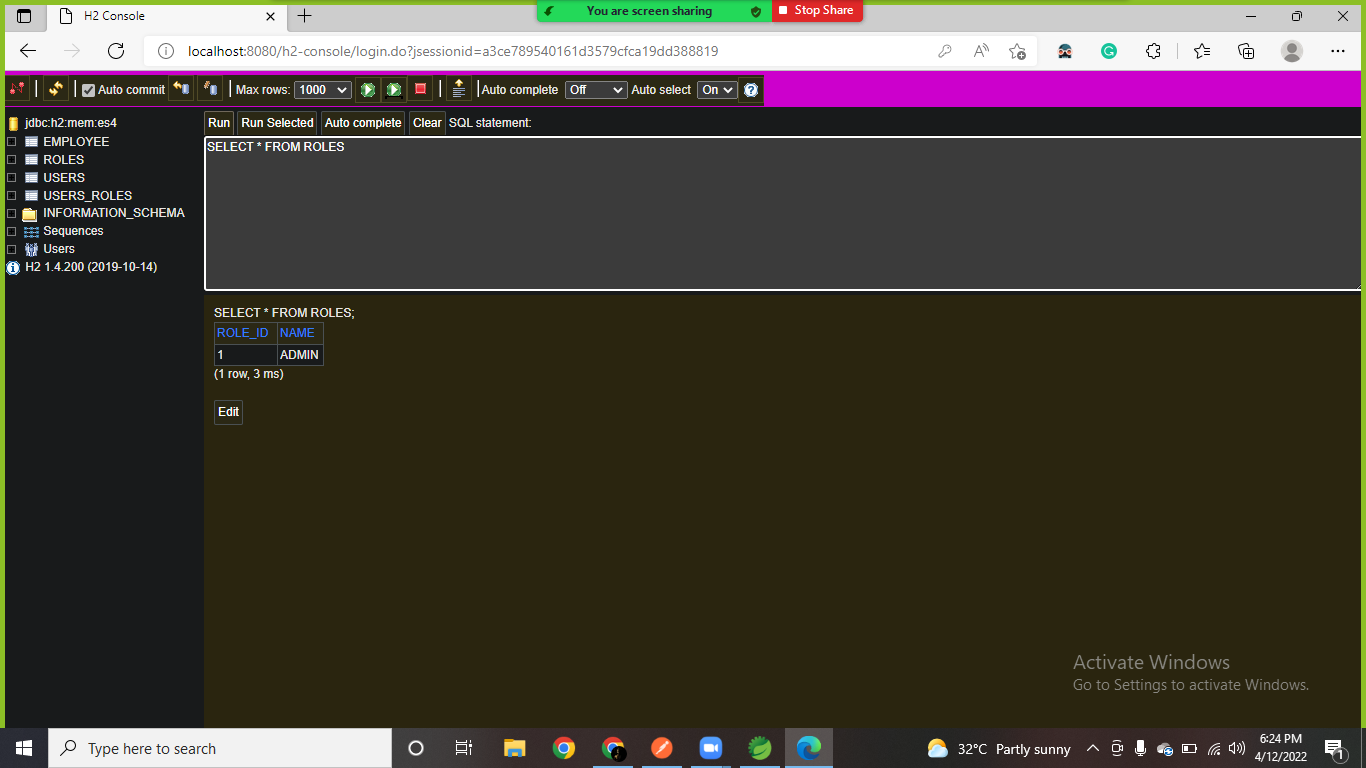 H2 Console
You are screen sharing
Stop Share
localhost:8080/h2-console/login.do?jsessionid=a3ce789540161d3579cfca19dd388819
Auto commit
Max rows: 1000
Auto complete Off
Auto select On
jdbc:h2:mem:es4
EMPLOYEE
ROLES
USERS
USERS_ROLES
INFORMATION_SCHEMA
Sequences
Users
H2 1.4.200 (2019-10-14)
Run Run Selected Auto complete Clear SQL statement:
SELECT * FROM ROLES
SELECT * FROM ROLES;
ROLE_ID NAME
1 ADMIN
(1 row, 3 ms)
Edit
Activate Windows
Go to Settings to activate Windows.
Type here to search
32°C Partly sunny
6:24 PM
4/12/2022
1